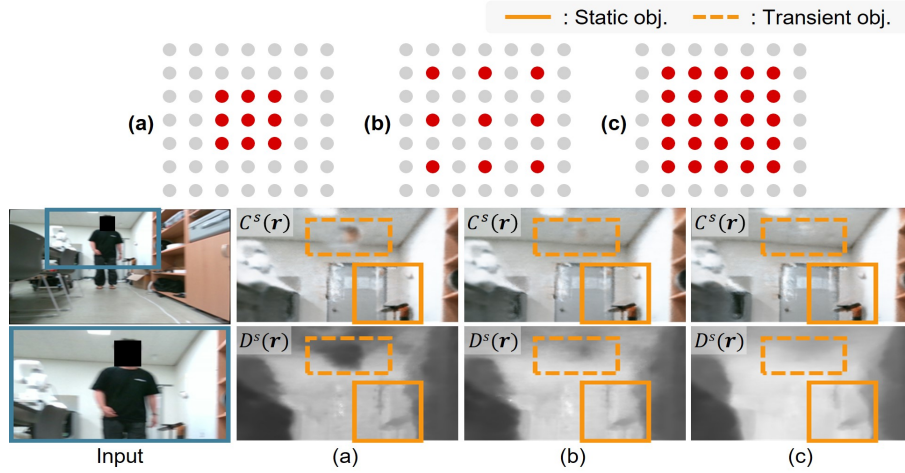 : Static obj. : Transient obj.
(a) (b) (c)
Cˢ(r) Cˢ(r) Cˢ(r)
Dˢ(r) Dˢ(r) Dˢ(r)
Input (a) (b) (c)